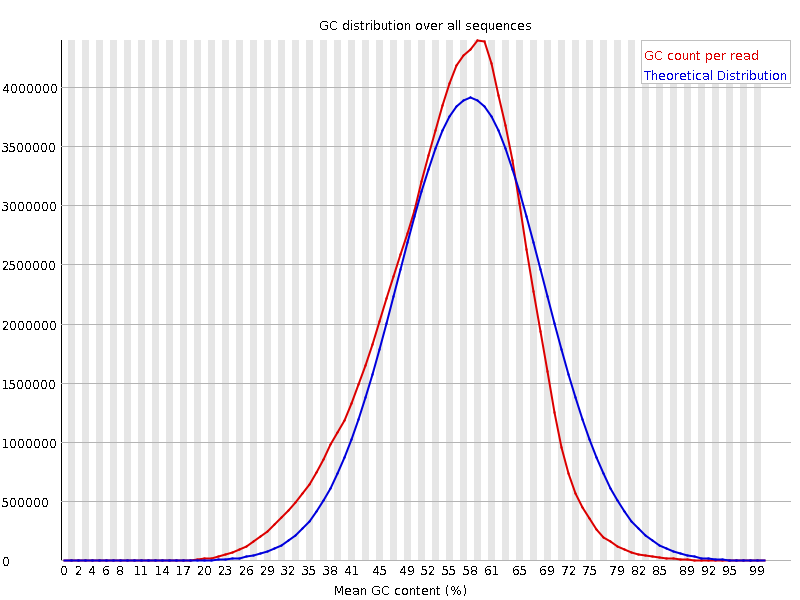 GC distribution over all sequences
GC count per read
Theoretical Distribution
4000000
3500000
3000000
2500000
2000000
1500000
1000000
500000
0
0 2 4 6 8 11 14 17 20 23 26 29 32 35 38 41 45 49 52 55 58 61 65 69 72 75 79 82 85 89 92 95 99
Mean GC content (%)